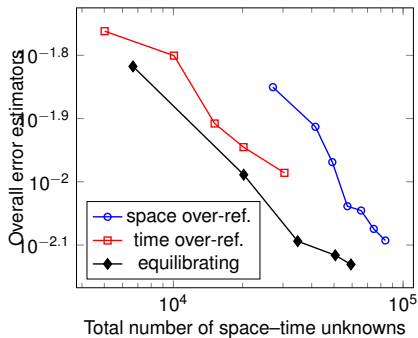 Overall error estimators
10^−1.8
10^−1.9
10^−2
10^−2.1
space over-ref.
time over-ref.
equilibrating
10^4
10^5
Total number of space–time unknowns